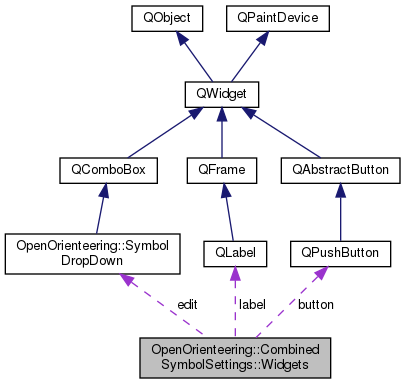 QObject
QPaintDevice
QWidget
QComboBox
QFrame
QAbstractButton
OpenOrienteering::Symbol
DropDown
QLabel
QPushButton
edit
label
button
OpenOrienteering::Combined
SymbolSettings::Widgets